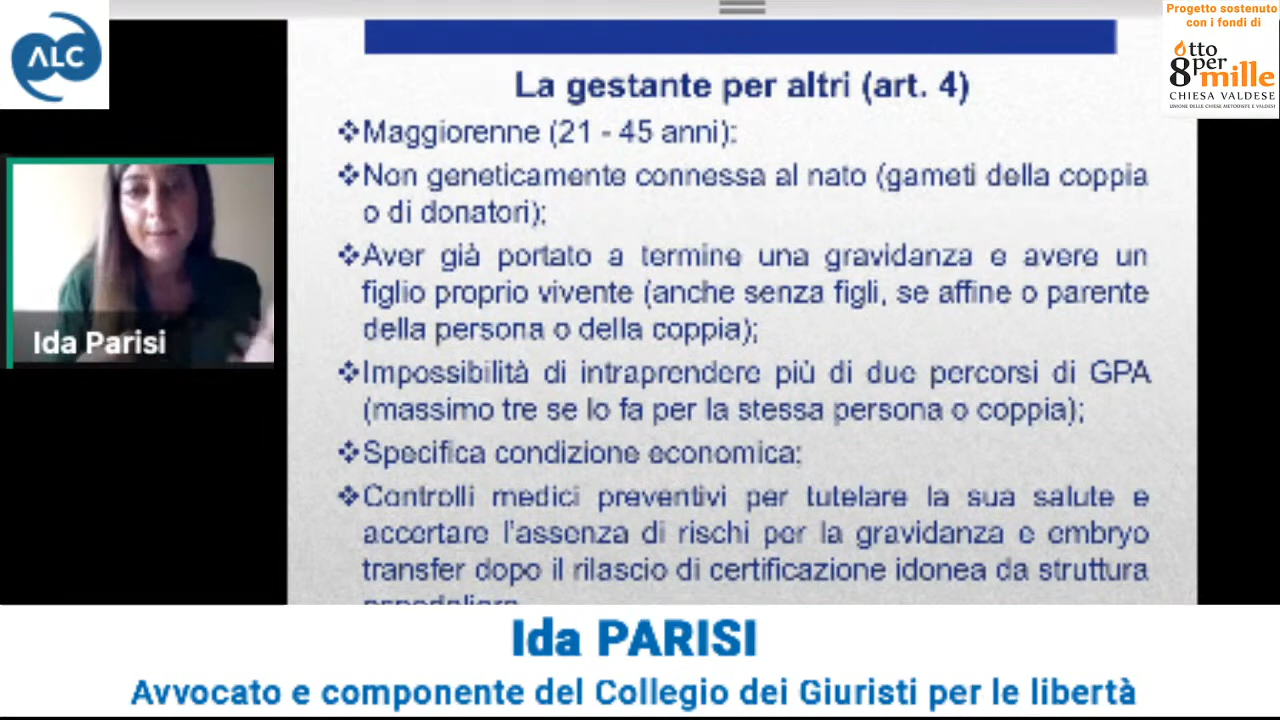 ALC
Progetto sostenuto
con i fondi di
8 otto
per
mille
CHIESA VALDESE
UNIONE DELLE CHIESE METODISTE E VALDESI
La gestante per altri (art. 4)
❖Maggiorenne (21 - 45 anni);
❖Non geneticamente connessa al nato (gameti della coppia
o di donatori);
❖Aver già portato a termine una gravidanza e avere un
figlio proprio vivente (anche senza figli, se affine o parente
della persona o della coppia);
❖Impossibilità di intraprendere più di due percorsi di GPA
(massimo tre se lo fa per la stessa persona o coppia);
❖Specifica condizione economica;
❖Controlli medici preventivi per tutelare la sua salute e
accertare l'assenza di rischi per la gravidanza e embryo
transfer dopo il rilascio di certificazione idonea da struttura
Ida Parisi
Ida PARISI
Avvocato e componente del Collegio dei Giuristi per le libertà